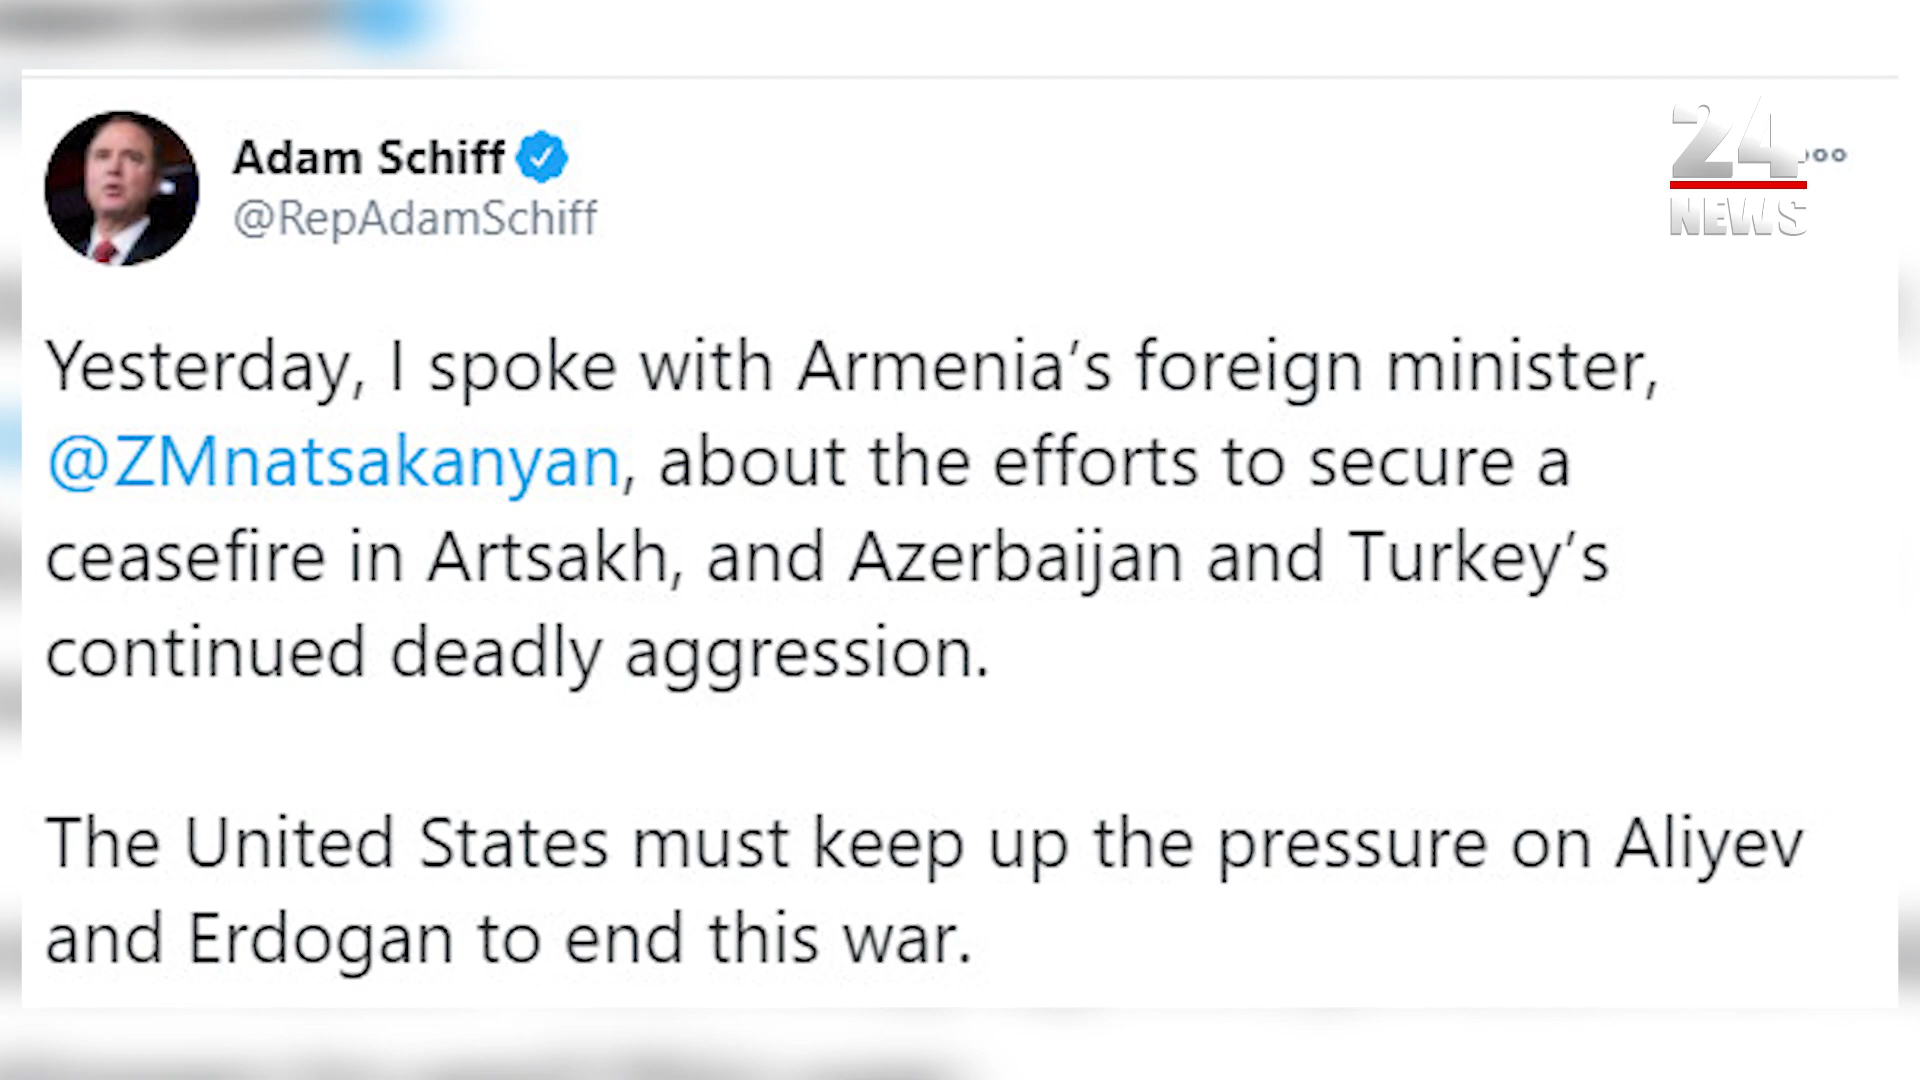 Adam Schiff
@RepAdamSchiff
24
NEWS
Yesterday, I spoke with Armenia’s foreign minister,
@ZMnatsakanyan, about the efforts to secure a
ceasefire in Artsakh, and Azerbaijan and Turkey’s
continued deadly aggression.
The United States must keep up the pressure on Aliyev
and Erdogan to end this war.